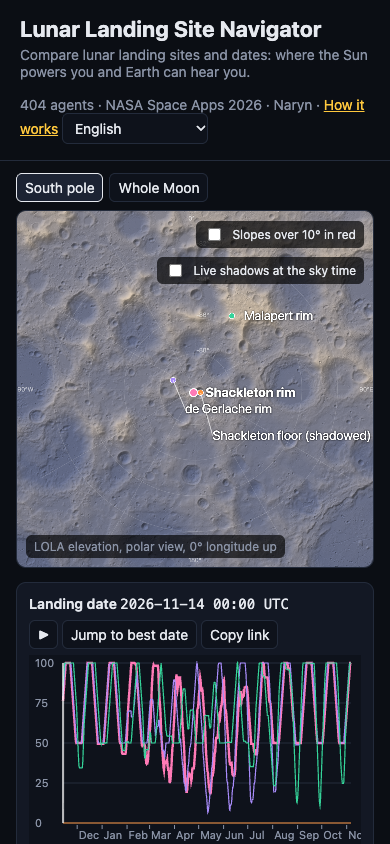 Lunar Landing Site Navigator
Compare lunar landing sites and dates: where the Sun
powers you and Earth can hear you.
404 agents · NASA Space Apps 2026 · Naryn · How it
works English
South pole Whole Moon
0°
Slopes over 10° in red
Live shadows at the sky time
Malapert rim
90°W
90°E
Shackleton rim
de Gerlache rim
Shackleton floor (shadowed)
LOLA elevation, polar view, 0° longitude up
Landing date 2026-11-14 00:00 UTC
Jump to best date Copy link
100
75
50
25
0
Dec Jan Feb Mar Apr May Jun Jul Aug Sep Oct Nc